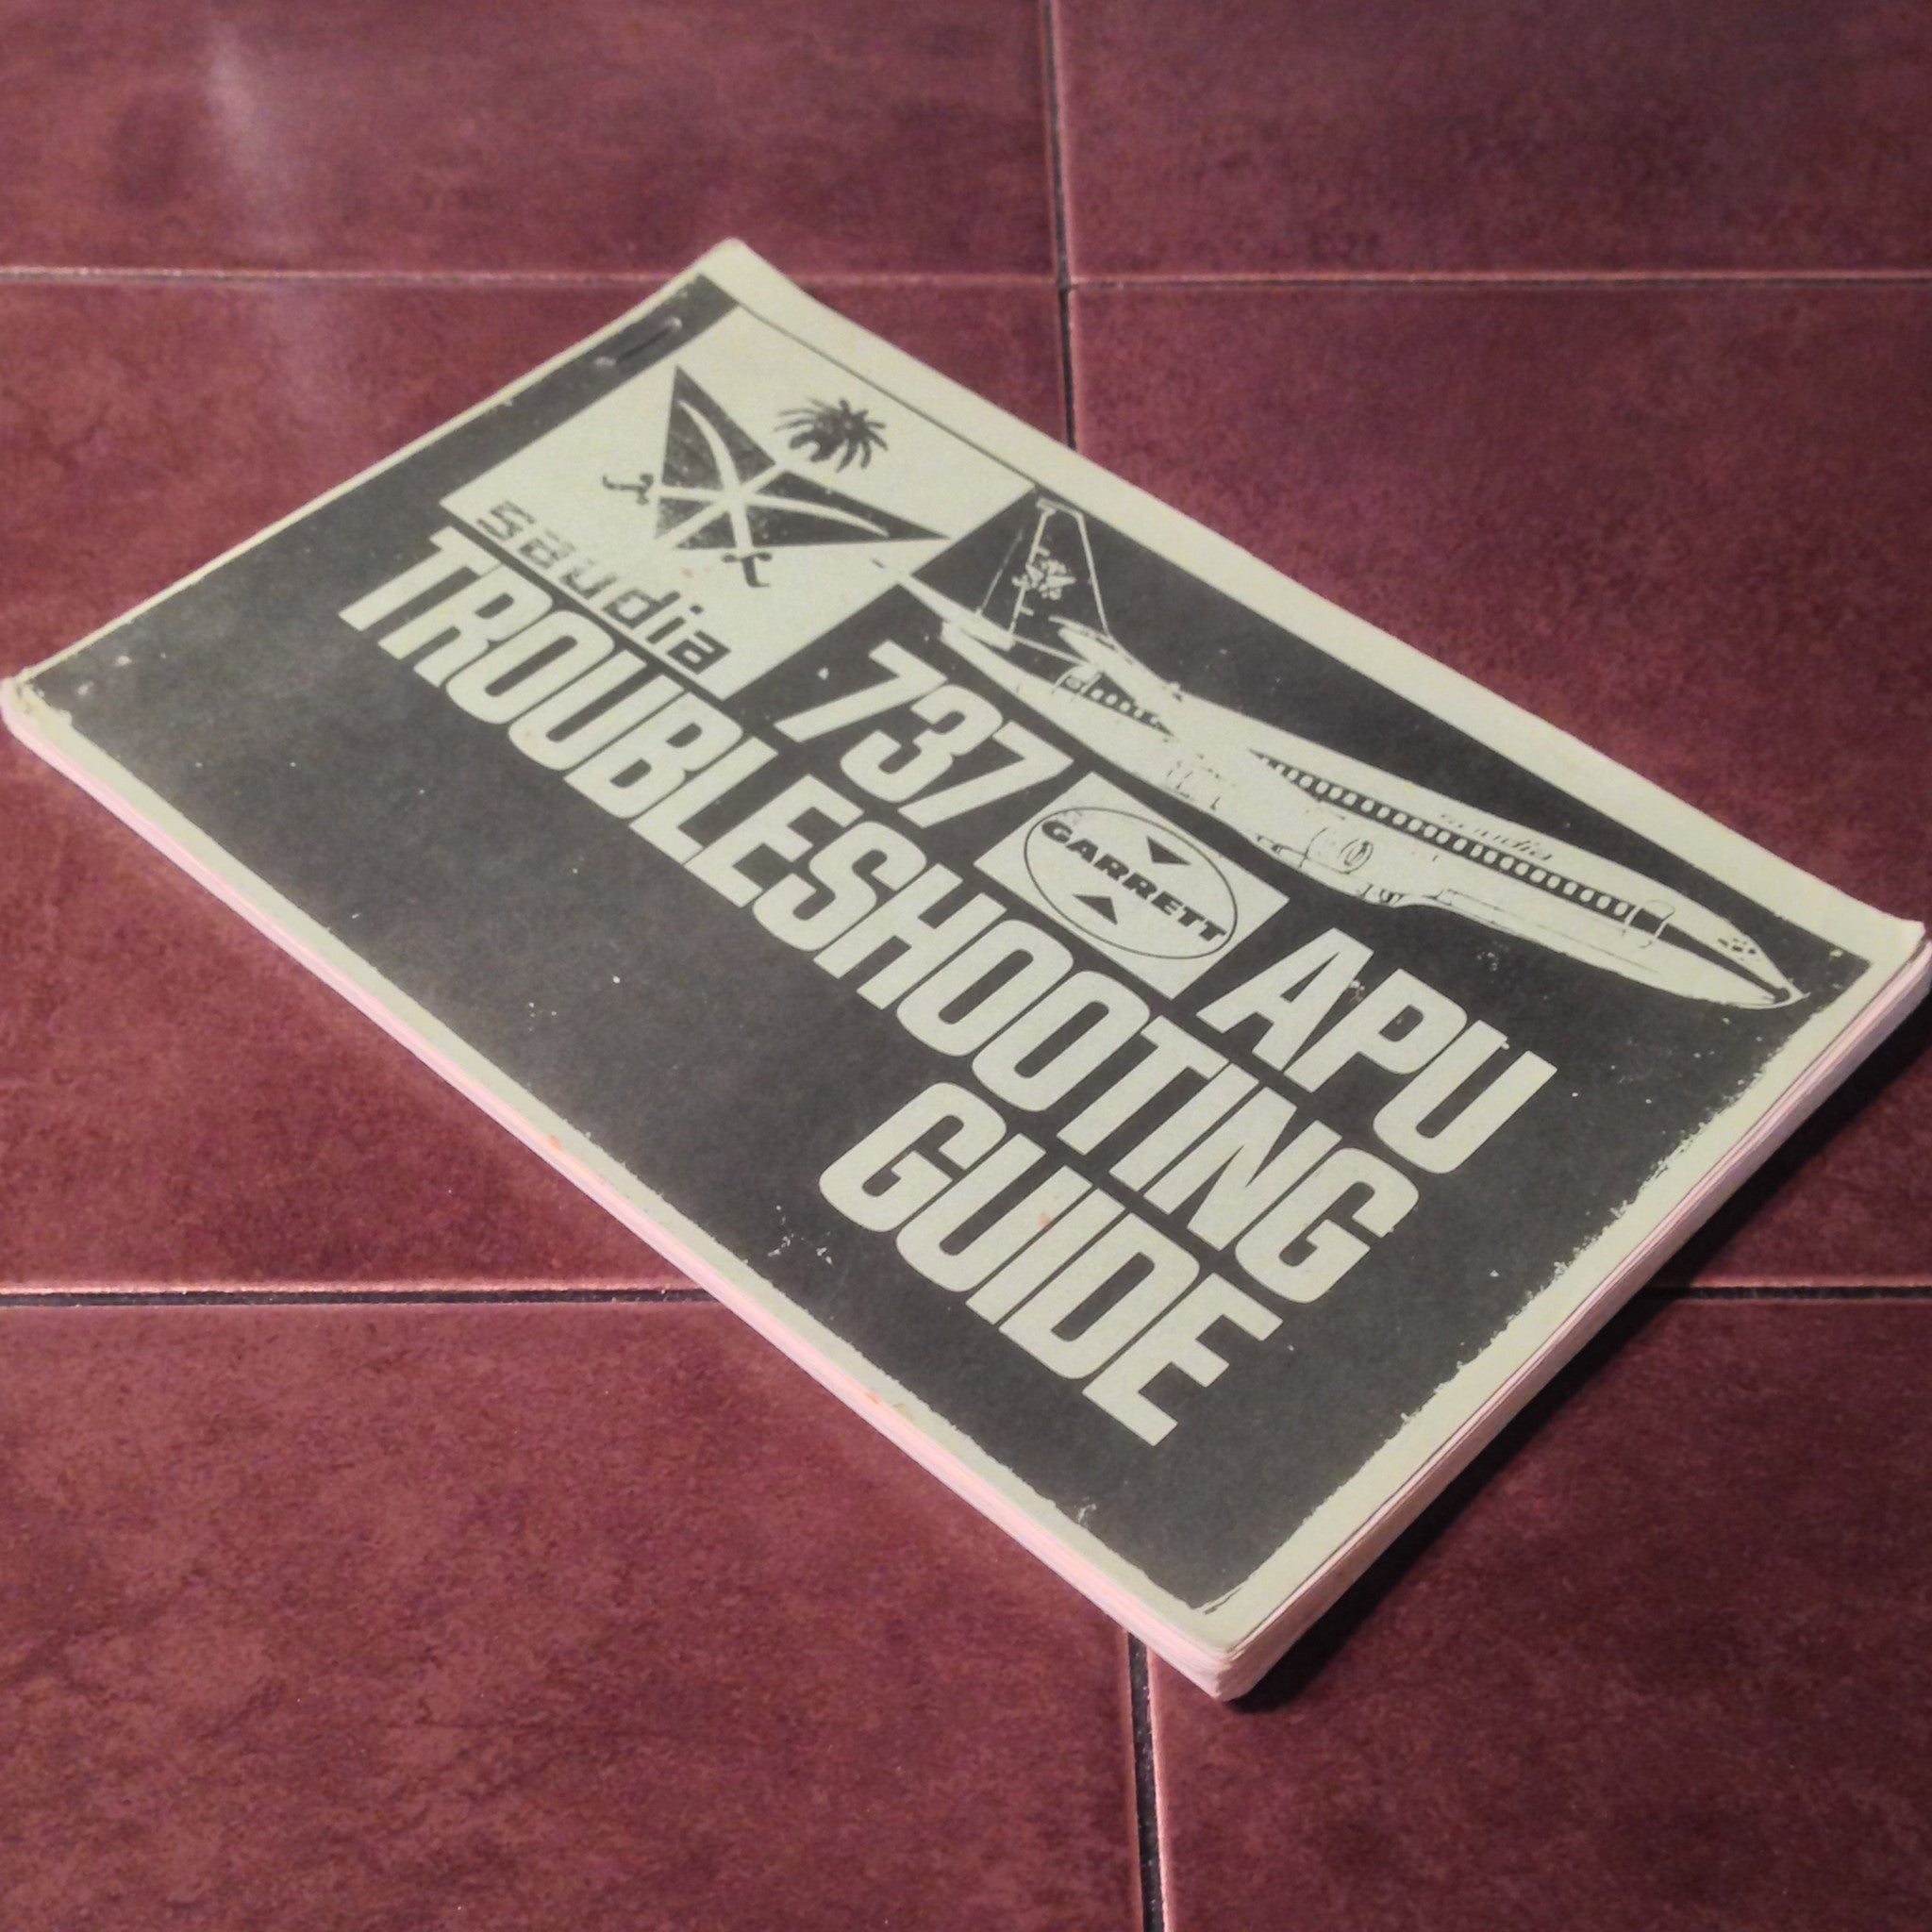 saudia
737 GARRETT APU
TROUBLESHOOTING
GUIDE